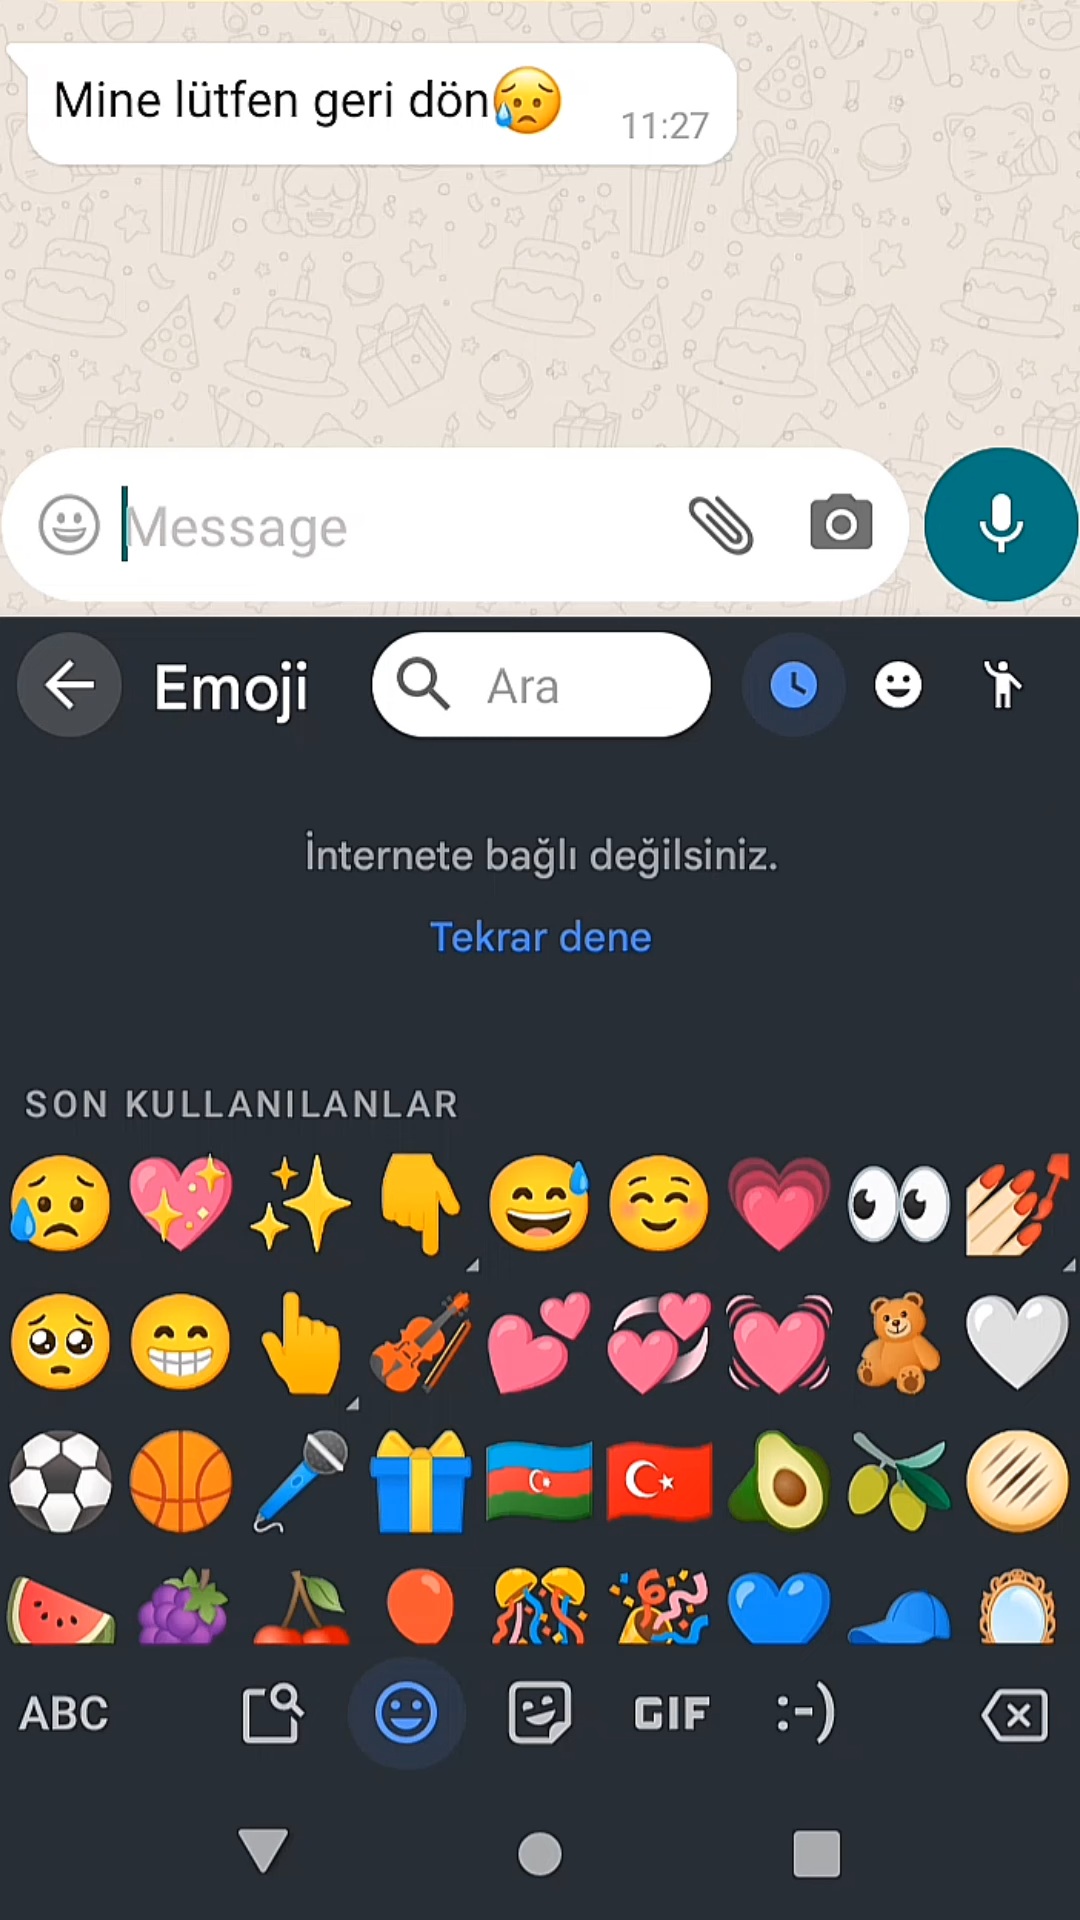 Mine lütfen geri dön😥
11:27
Message
Emoji
Ara
İnternete bağlı değilsiniz.
Tekrar dene
SON KULLANILANLAR
ABC
GIF
:-)